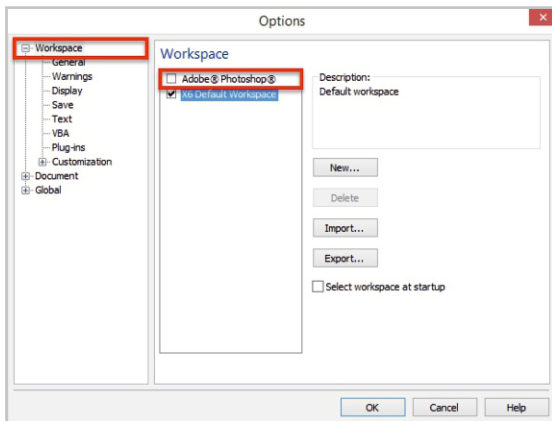 Options
Workspace
General
Warnings
Display
Save
Text
VBA
Plug-ins
Customization
Document
Global
Workspace
Adobe® Photoshop®
X6 Default Workspace
Description:
Default workspace
New...
Delete
Import...
Export...
Select workspace at startup
OK
Cancel
Help